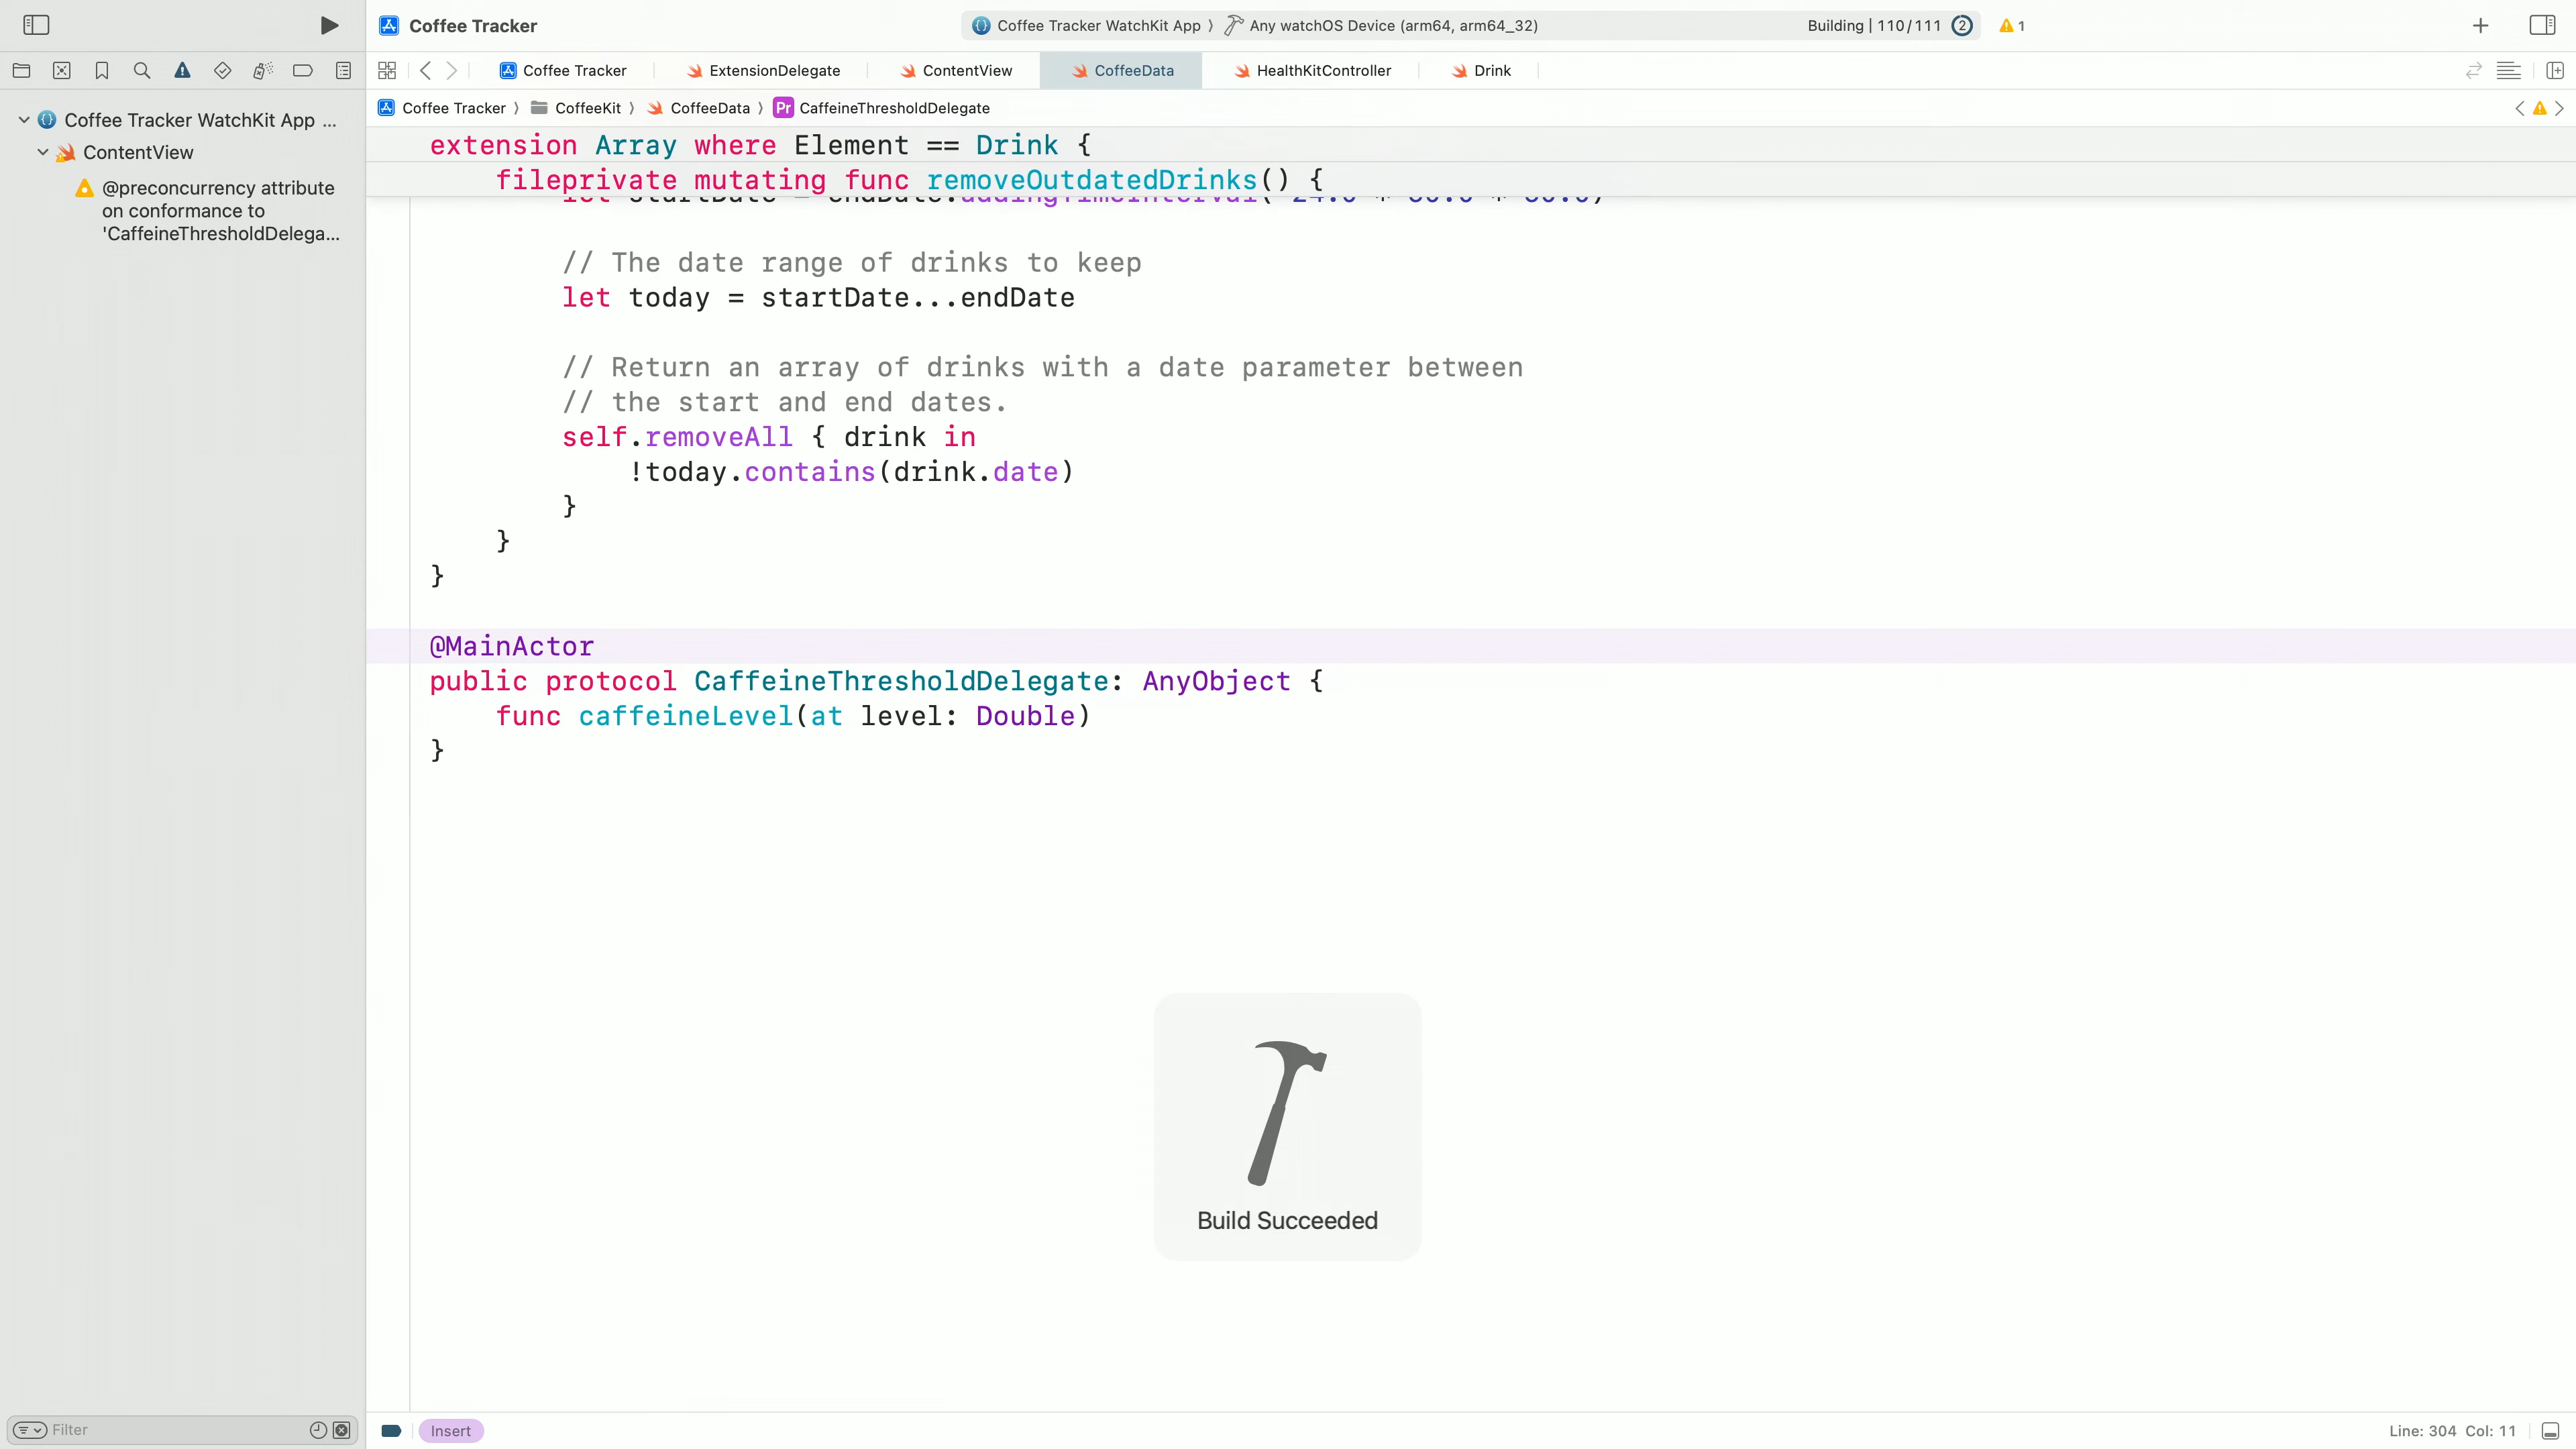 Coffee Tracker
Coffee Tracker WatchKit App 〉 Any watchOS Device (arm64, arm64_32)
Building | 110/111
2
1
Coffee Tracker
ExtensionDelegate
ContentView
CoffeeData
HealthKitController
Drink
Coffee Tracker 〉 CoffeeKit 〉 CoffeeData 〉 Pr CaffeineThresholdDelegate
Coffee Tracker WatchKit App ...
ContentView
@preconcurrency attribute
on conformance to
'CaffeineThresholdDelega...
extension Array where Element == Drink {
fileprivate mutating func removeOutdatedDrinks() {
// The date range of drinks to keep
let today = startDate...endDate
// Return an array of drinks with a date parameter between
// the start and end dates.
self.removeAll { drink in
!today.contains(drink.date)
}
}
}
@MainActor
public protocol CaffeineThresholdDelegate: AnyObject {
func caffeineLevel(at level: Double)
}
Build Succeeded
Filter
Insert
Line: 304 Col: 11